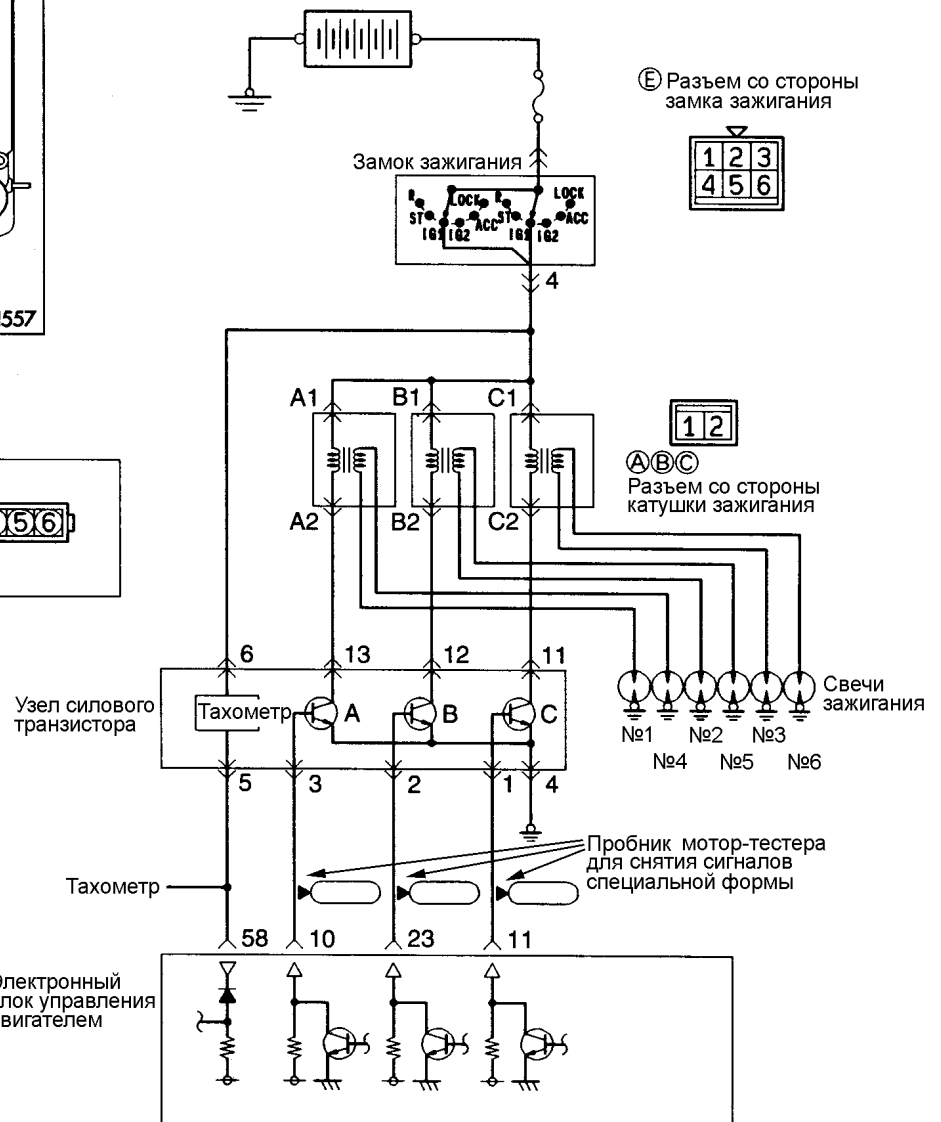 Ⓔ Разъем со стороны
замка зажигания
1 2 3
4 5 6
Замок зажигания
R LOCK R LOCK
ST ACC ST ACC
IG1 IG2 IG1 IG2
4
557
A1 B1 C1
1 2
ⒶⒷⒸ
Разъем со стороны
катушки зажигания
A2 B2 C2
5 6
6 13 12 11
Узел силового
транзистора
Тахометр A B C
Свечи
зажигания
№1 №2 №3
№4 №5 №6
5 3 2 1 4
Пробник мотор-тестера
для снятия сигналов
специальной формы
Тахометр
58 10 23 11
лектронный
лок управления
вигателем